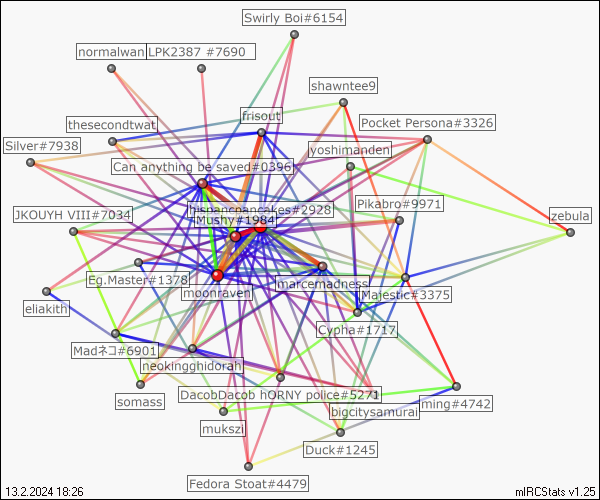 Swirly Boi#6154
normalwan
LPK2387 #7690
shawntee9
frisout
Pocket Persona#3326
thesecondtwat
Silver#7938
yoshimanden
Can anything be saved#0396
Pikabro#9971
JKOUYH VIII#7034
hispancpancakes#2928
Mushy#1984
zebula
Eg.Master#1378
marcemadness
moonraven
Majestic#3375
eliakith
Cypha#1717
Madネコ#6901
neokingghidorah
somass
DacobDacob hORNY police#5271
ming#4742
bigcitysamurai
mukszi
Duck#1245
Fedora Stoat#4479
13.2.2024 18:26
mIRCStats v1.25